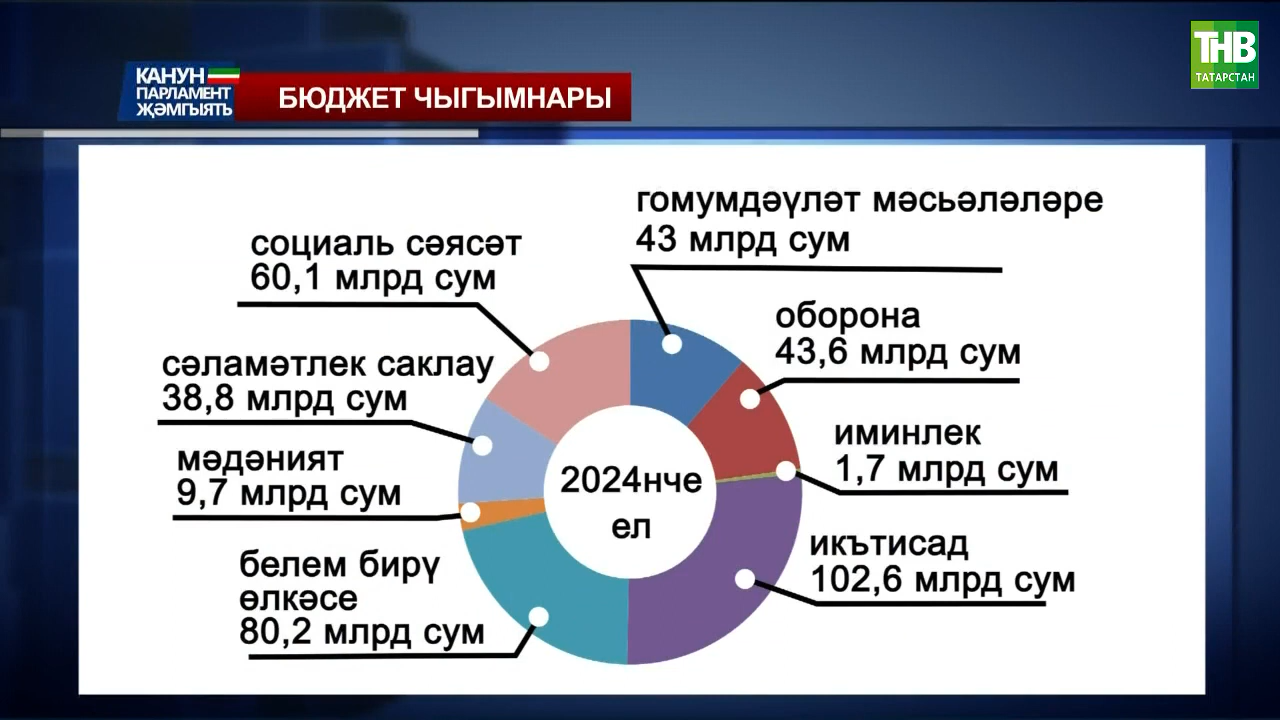 ТНВ
ТАТАРСТАН
КАНУН
ПАРЛАМЕНТ
ҖӘМГЫЯТЬ
БЮДЖЕТ ЧЫГЫМНАРЫ
гомумдәүләт мәсьәләләре
43 млрд сум
социаль сәясәт
60,1 млрд сум
оборона
43,6 млрд сум
сәламәтлек саклау
38,8 млрд сум
иминлек
1,7 млрд сум
мәдәният
9,7 млрд сум
2024нче
ел
икътисад
102,6 млрд сум
белем бирү
өлкәсе
80,2 млрд сум